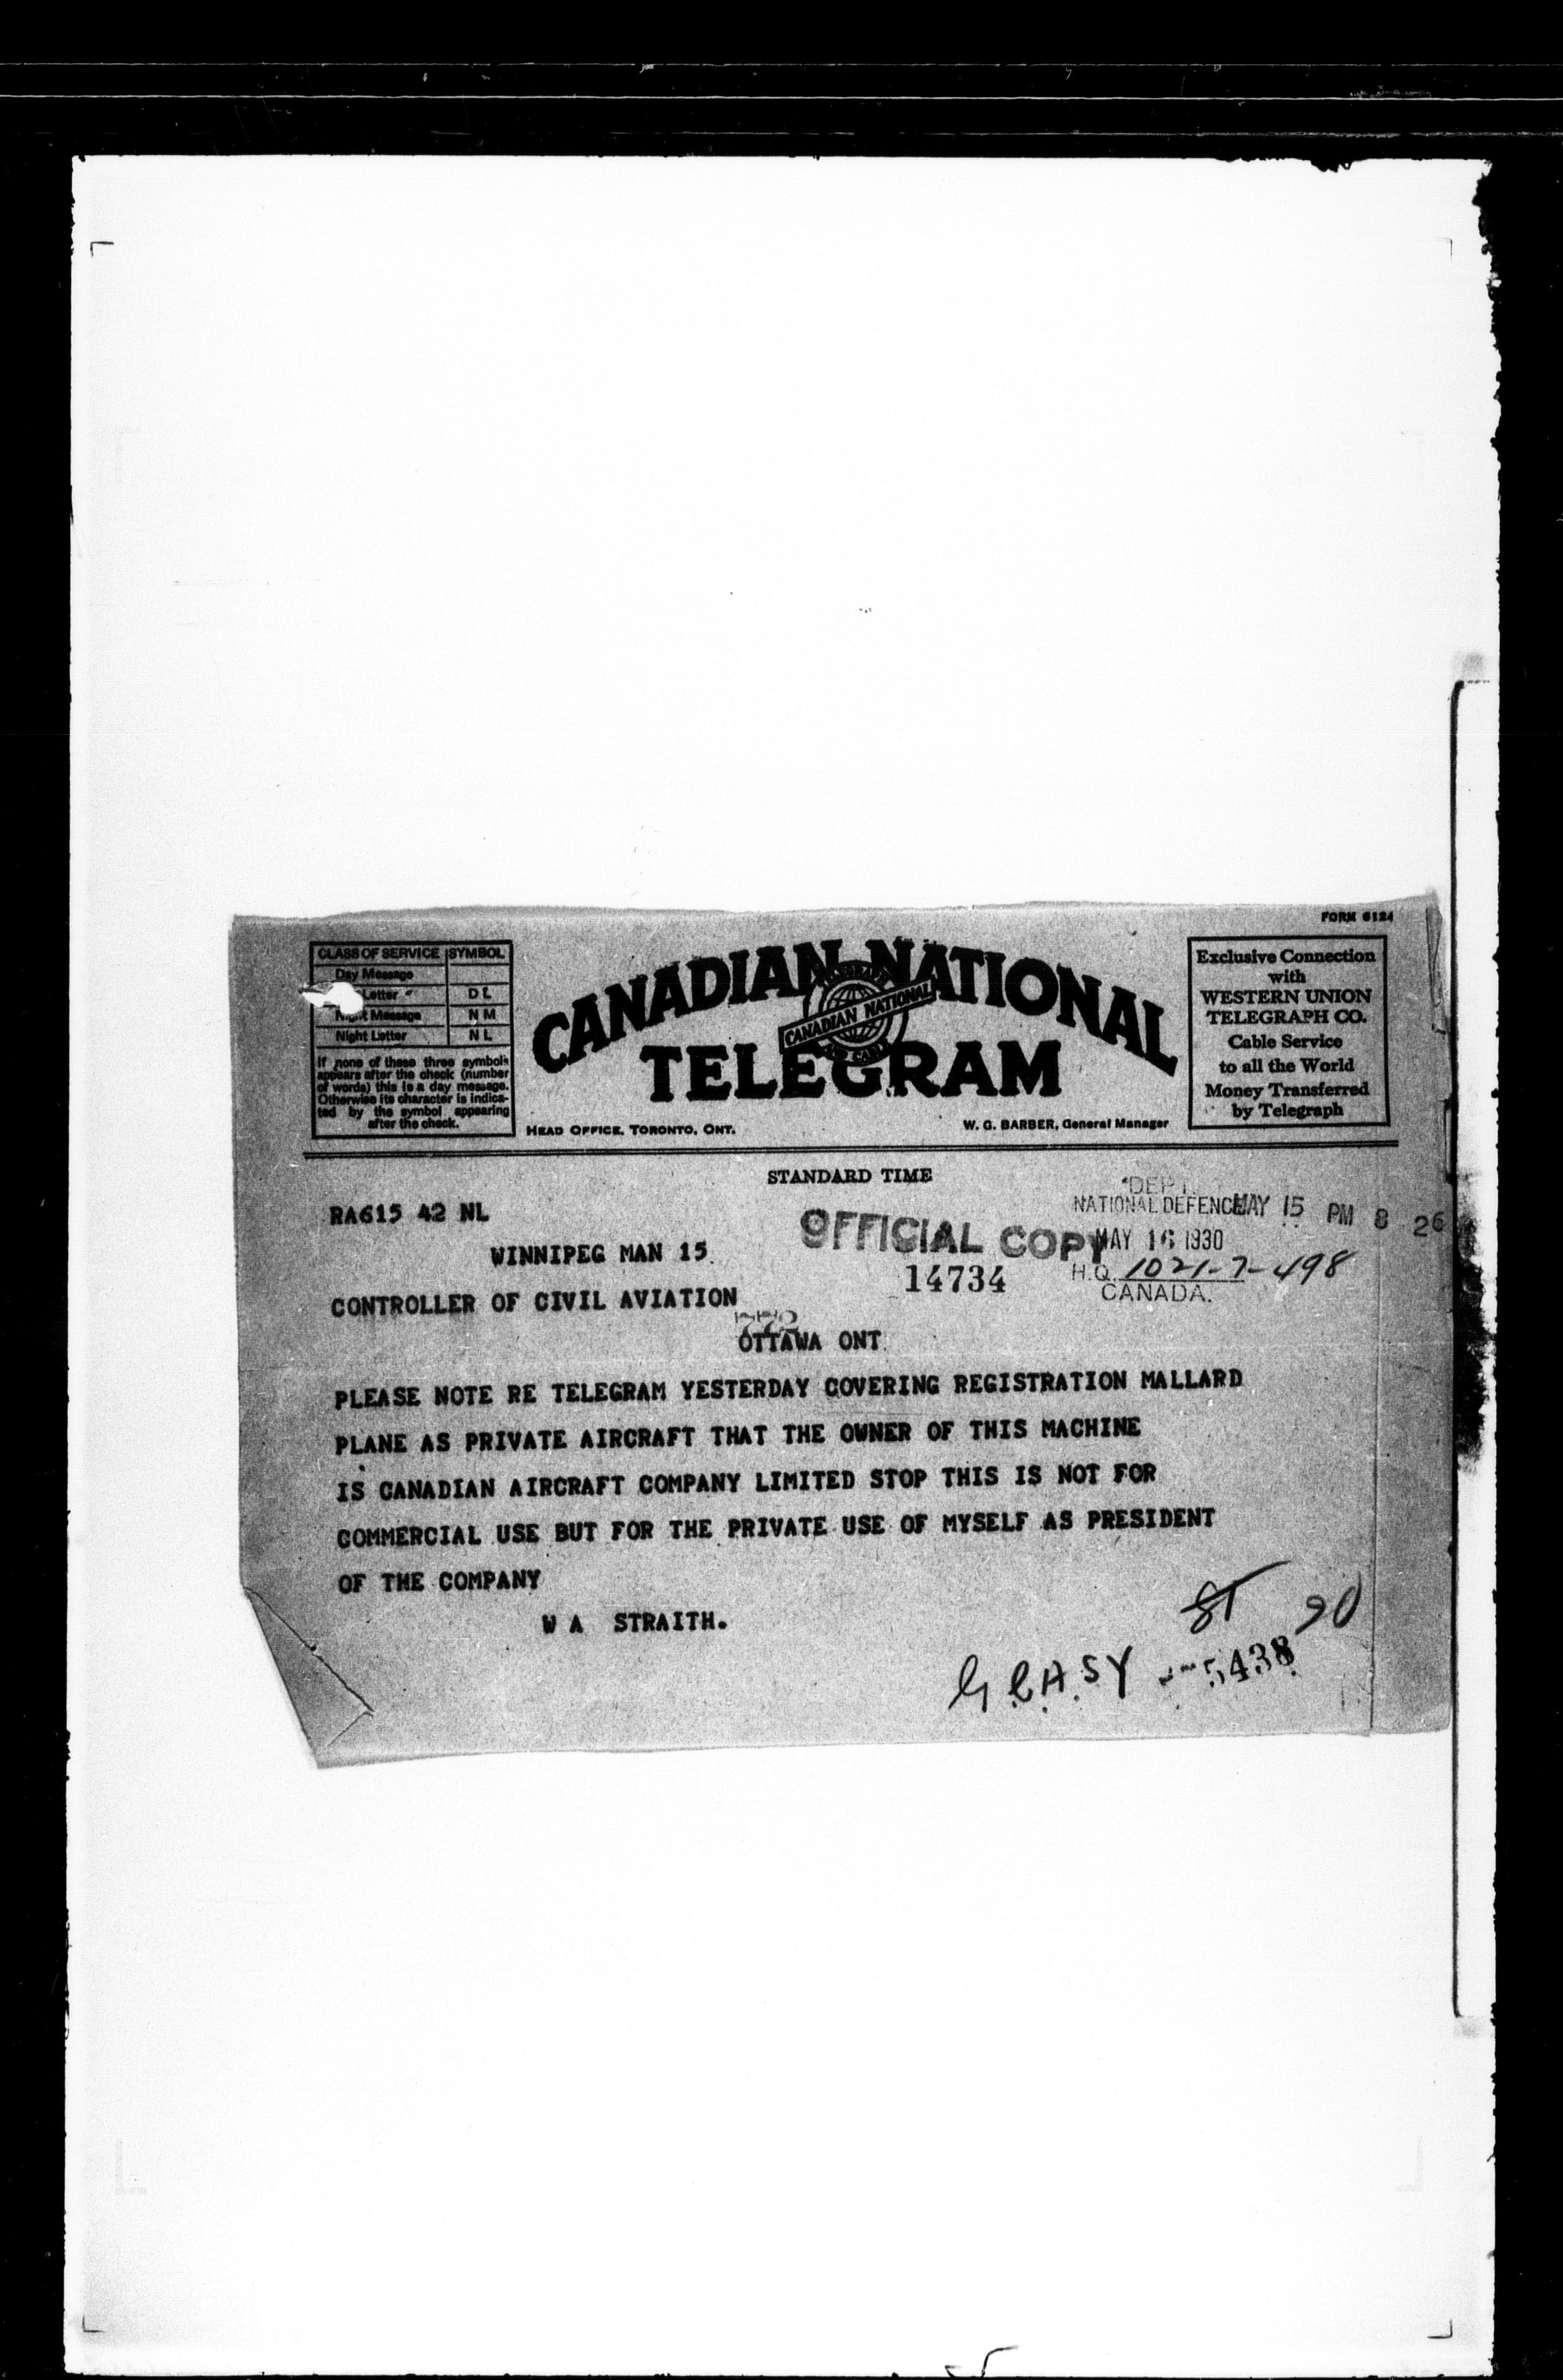 FORM 6124
CLASS OF SERVICE SYMBOL
Day Message
Letter D L
Night Message N M
Night Letter N L
If none of these three symbols
appears after the check (number
of words) this is a day message.
Otherwise its character is indica-
ted by the symbol appearing
after the check.
CANADIAN NATIONAL
CANADIAN NATIONAL
TELEGRAM
HEAD OFFICE, TORONTO, ONT.
W. G. BARBER, General Manager
Exclusive Connection
with
WESTERN UNION
TELEGRAPH CO.
Cable Service
to all the World
Money Transferred
by Telegraph
STANDARD TIME
DEPT.
NATIONAL DEFENCE
MAY 15 PM 8 26
RA615 42 NL
OFFICIAL COPY
MAY 16 1930
WINNIPEG MAN 15.
14734
H.Q. 1021-7-498
CANADA.
CONTROLLER OF CIVIL AVIATION
772
OTTAWA ONT.
PLEASE NOTE RE TELEGRAM YESTERDAY COVERING REGISTRATION MALLARD
PLANE AS PRIVATE AIRCRAFT THAT THE OWNER OF THIS MACHINE
IS CANADIAN AIRCRAFT COMPANY LIMITED STOP THIS IS NOT FOR
COMMERCIAL USE BUT FOR THE PRIVATE USE OF MYSELF AS PRESIDENT
OF THE COMPANY
W A STRAITH.
5438